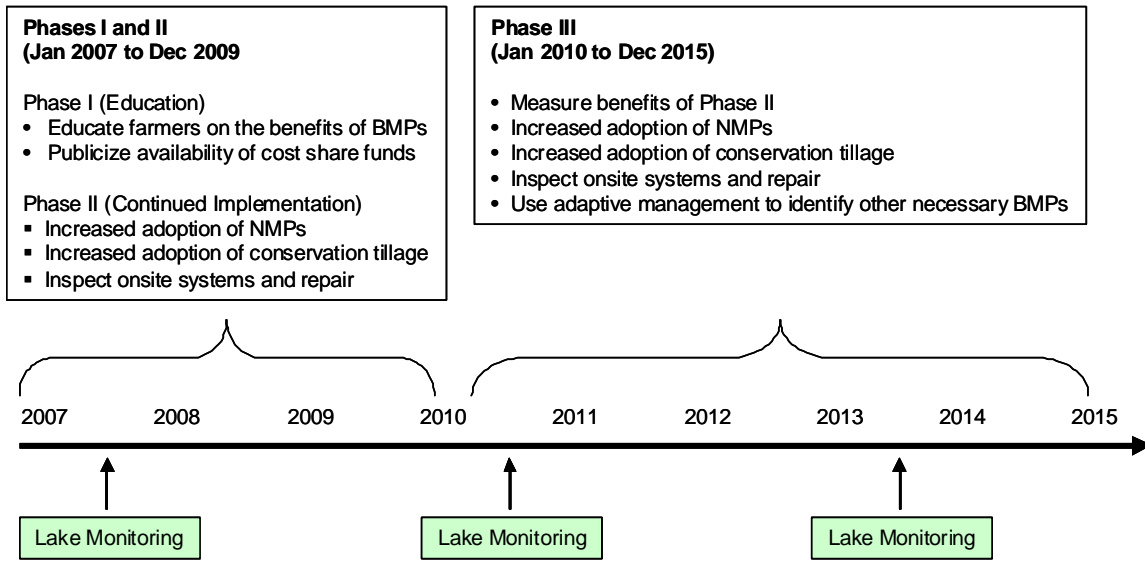 Phases I and II
(Jan 2007 to Dec 2009
Phase I (Education)
• Educate farmers on the benefits of BMPs
• Publicize availability of cost share funds
Phase II (Continued Implementation)
▪ Increased adoption of NMPs
▪ Increased adoption of conservation tillage
▪ Inspect onsite systems and repair
Phase III
(Jan 2010 to Dec 2015)
• Measure benefits of Phase II
• Increased adoption of NMPs
• Increased adoption of conservation tillage
• Inspect onsite systems and repair
• Use adaptive management to identify other necessary BMPs
2007 2008 2009 2010 2011 2012 2013 2014 2015
Lake Monitoring Lake Monitoring Lake Monitoring